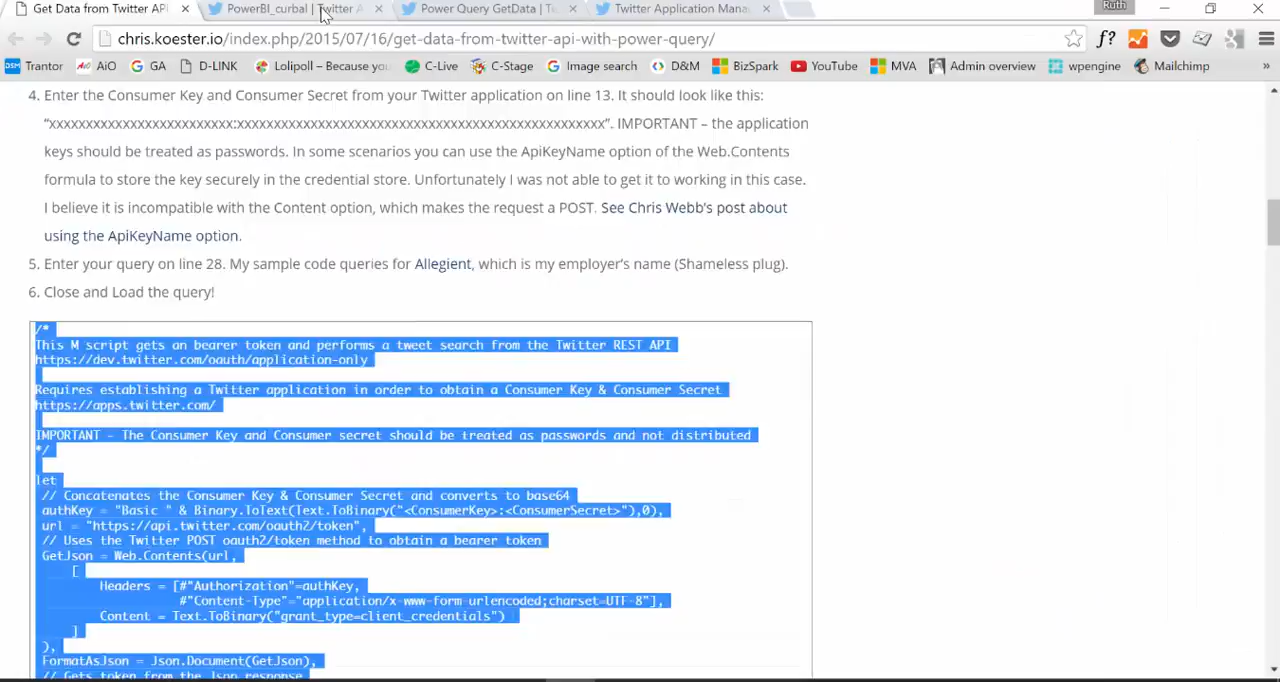 Get Data from Twitter API
PowerBI_curbal | Twitter A
Power Query GetData | Tw
Twitter Application Mana
Ruth
chris.koester.io/index.php/2015/07/16/get-data-from-twitter-api-with-power-query/
f?
DSM Trantor AiO GA D-LINK Lolipoll – Because you C-Live C-Stage Image search D&M BizSpark YouTube MVA Admin overview wpengine Mailchimp »
4. Enter the Consumer Key and Consumer Secret from your Twitter application on line 13. It should look like this:
“xxxxxxxxxxxxxxxxxxxxxxxxx:xxxxxxxxxxxxxxxxxxxxxxxxxxxxxxxxxxxxxxxxxxxxxxxxxx”. IMPORTANT – the application
keys should be treated as passwords. In some scenarios you can use the ApiKeyName option of the Web.Contents
formula to store the key securely in the credential store. Unfortunately I was not able to get it to working in this case.
I believe it is incompatible with the Content option, which makes the request a POST. See Chris Webb's post about
using the ApiKeyName option.
5. Enter your query on line 28. My sample code queries for Allegient, which is my employer's name (Shameless plug).
6. Close and Load the query!
/*
This M script gets an bearer token and performs a tweet search from the Twitter REST API
https://dev.twitter.com/oauth/application-only
Requires establishing a Twitter application in order to obtain a Consumer Key & Consumer Secret
https://apps.twitter.com/
IMPORTANT - The Consumer Key and Consumer secret should be treated as passwords and not distributed
*/
let
// Concatenates the Consumer Key & Consumer Secret and converts to base64
authKey = "Basic " & Binary.ToText(Text.ToBinary("<ConsumerKey>:<ConsumerSecret>"),0),
url = "https://api.twitter.com/oauth2/token",
// Uses the Twitter POST oauth2/token method to obtain a bearer token
GetJson = Web.Contents(url,
[
Headers = [#"Authorization"=authKey,
#"Content-Type"="application/x-www-form-urlencoded;charset=UTF-8"],
Content = Text.ToBinary("grant_type=client_credentials")
]
),
FormatAsJson = Json.Document(GetJson),
// Gets token from the Json response